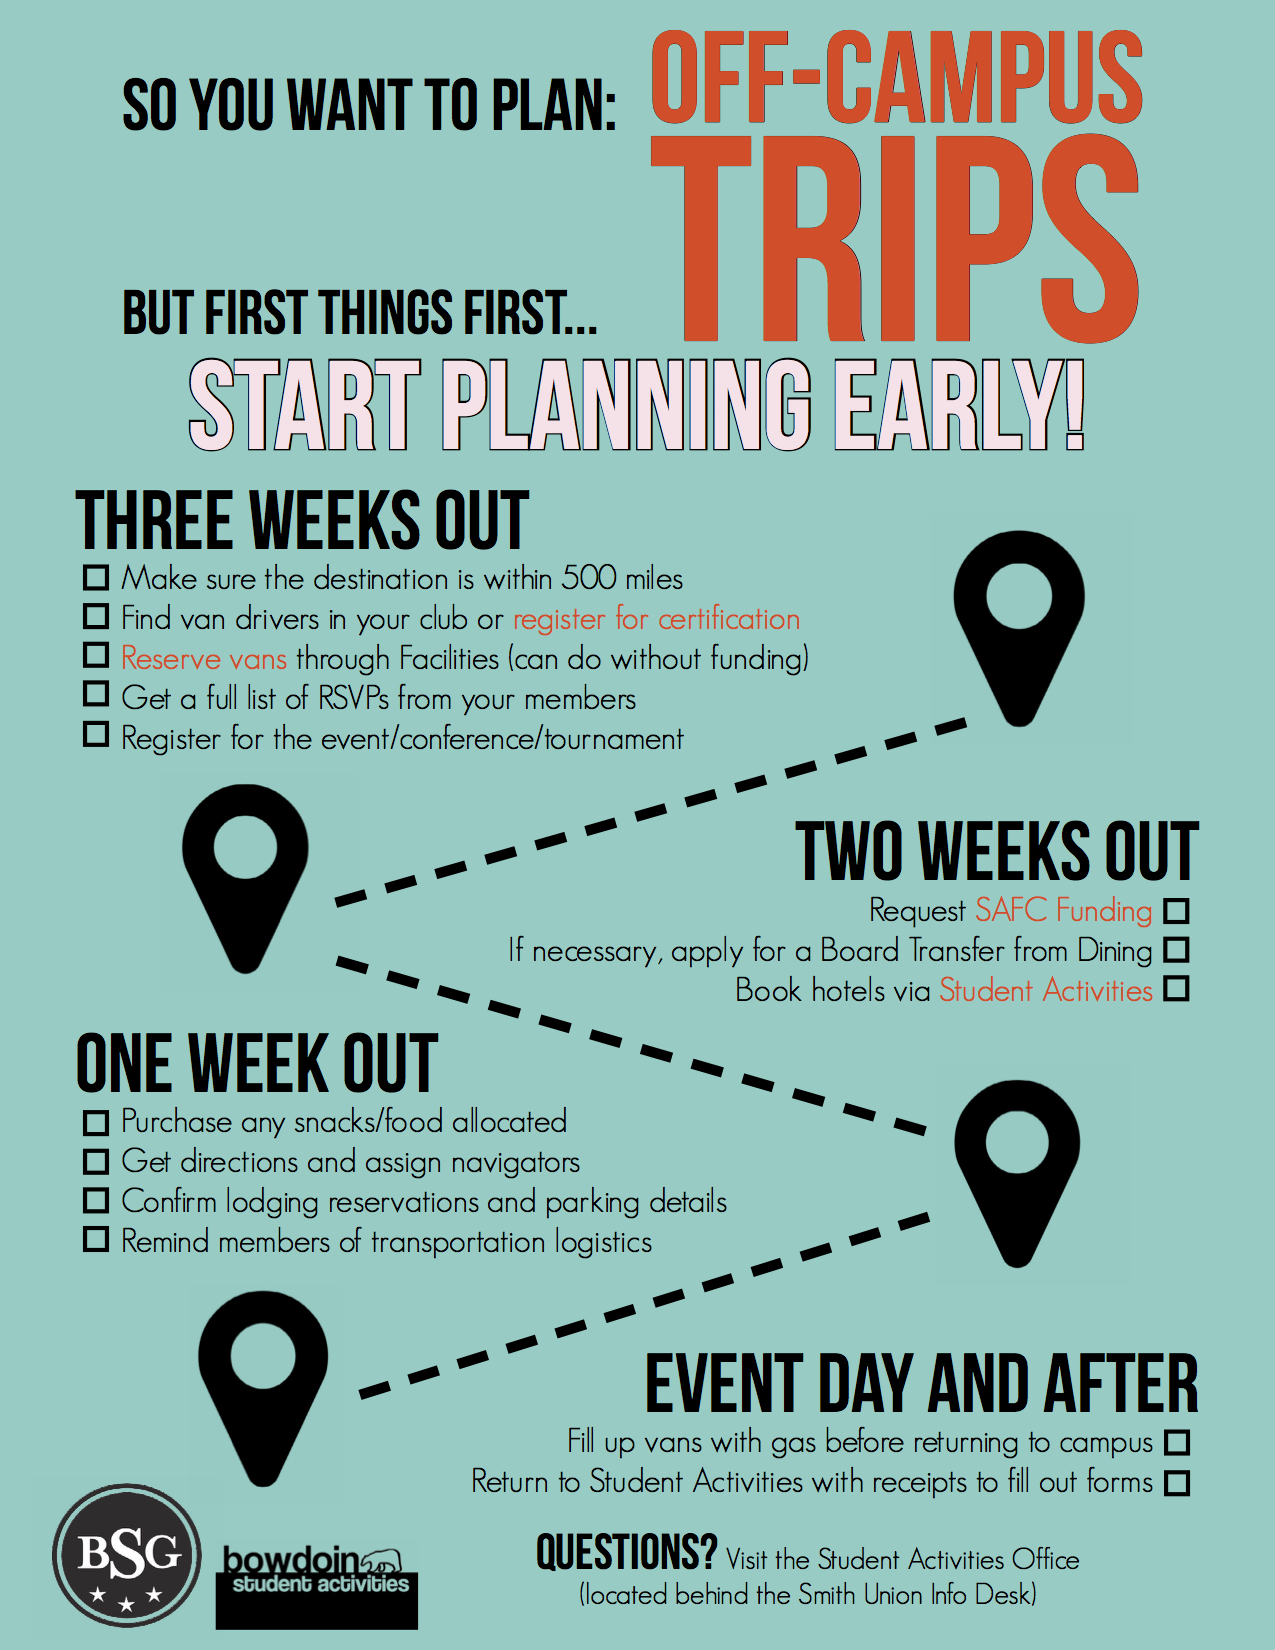 SO YOU WANT TO PLAN:
OFF-CAMPUS
TRIPS
BUT FIRST THINGS FIRST...
START PLANNING EARLY!
THREE WEEKS OUT
Make sure the destination is within 500 miles
Find van drivers in your club or register for certification
Reserve vans through Facilities (can do without funding)
Get a full list of RSVPs from your members
Register for the event/conference/tournament
TWO WEEKS OUT
Request SAFC Funding
If necessary, apply for a Board Transfer from Dining
Book hotels via Student Activities
ONE WEEK OUT
Purchase any snacks/food allocated
Get directions and assign navigators
Confirm lodging reservations and parking details
Remind members of transportation logistics
EVENT DAY AND AFTER
Fill up vans with gas before returning to campus
Return to Student Activities with receipts to fill out forms
BSG
bowdoin
student activities
QUESTIONS? Visit the Student Activities Office
(located behind the Smith Union Info Desk)